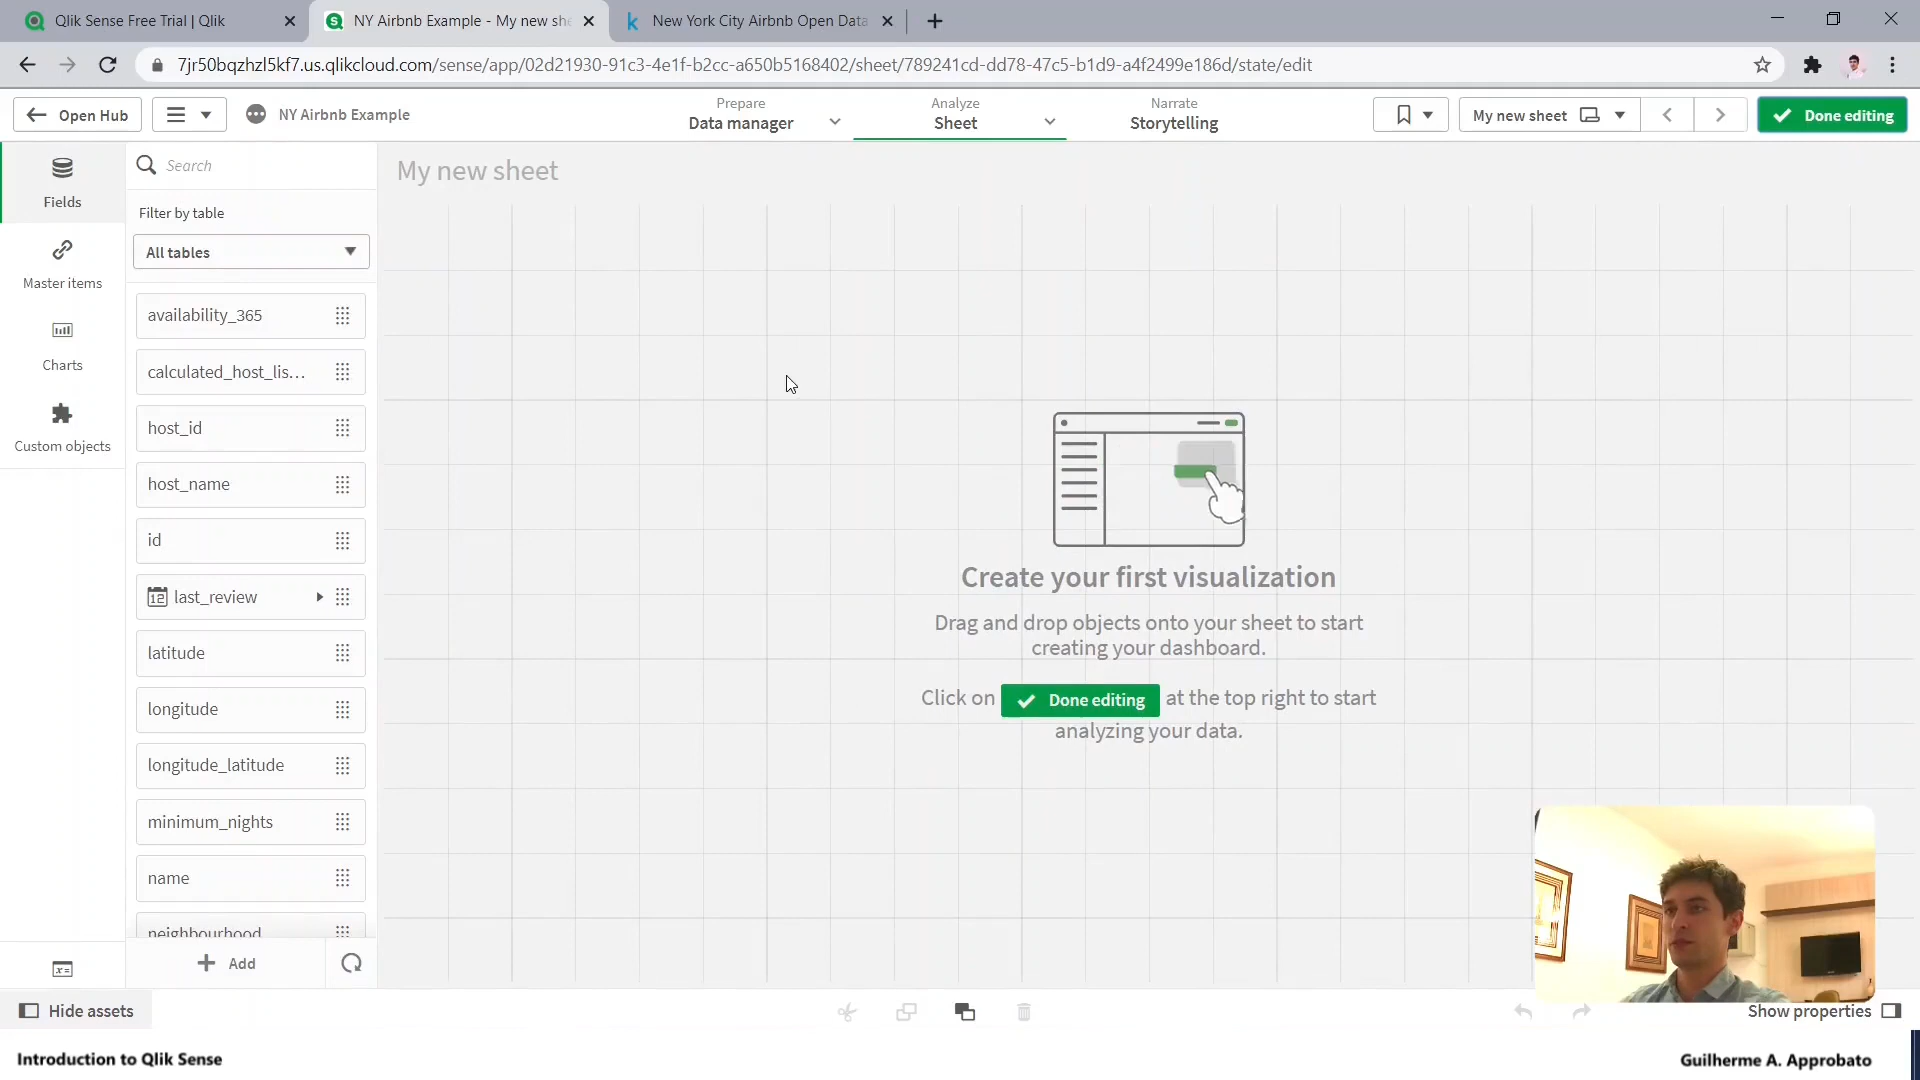 Qlik Sense Free Trial | Qlik
NY Airbnb Example - My new she
New York City Airbnb Open Data
7jr50bqzhzl5kf7.us.qlikcloud.com/sense/app/02d21930-91c3-4e1f-b2cc-a650b5168402/sheet/789241cd-dd78-47c5-b1d9-a4f2499e186d/state/edit
Open Hub
NY Airbnb Example
Prepare
Data manager
Analyze
Sheet
Narrate
Storytelling
My new sheet
Done editing
Fields
Master items
Charts
Custom objects
Search
Filter by table
All tables
availability_365
calculated_host_lis...
host_id
host_name
id
12 last_review
latitude
longitude
longitude_latitude
minimum_nights
name
neighbourhood
Add
My new sheet
Create your first visualization
Drag and drop objects onto your sheet to start
creating your dashboard.
Click on Done editing at the top right to start
analyzing your data.
Hide assets
Show properties
Introduction to Qlik Sense
Guilherme A. Approbato